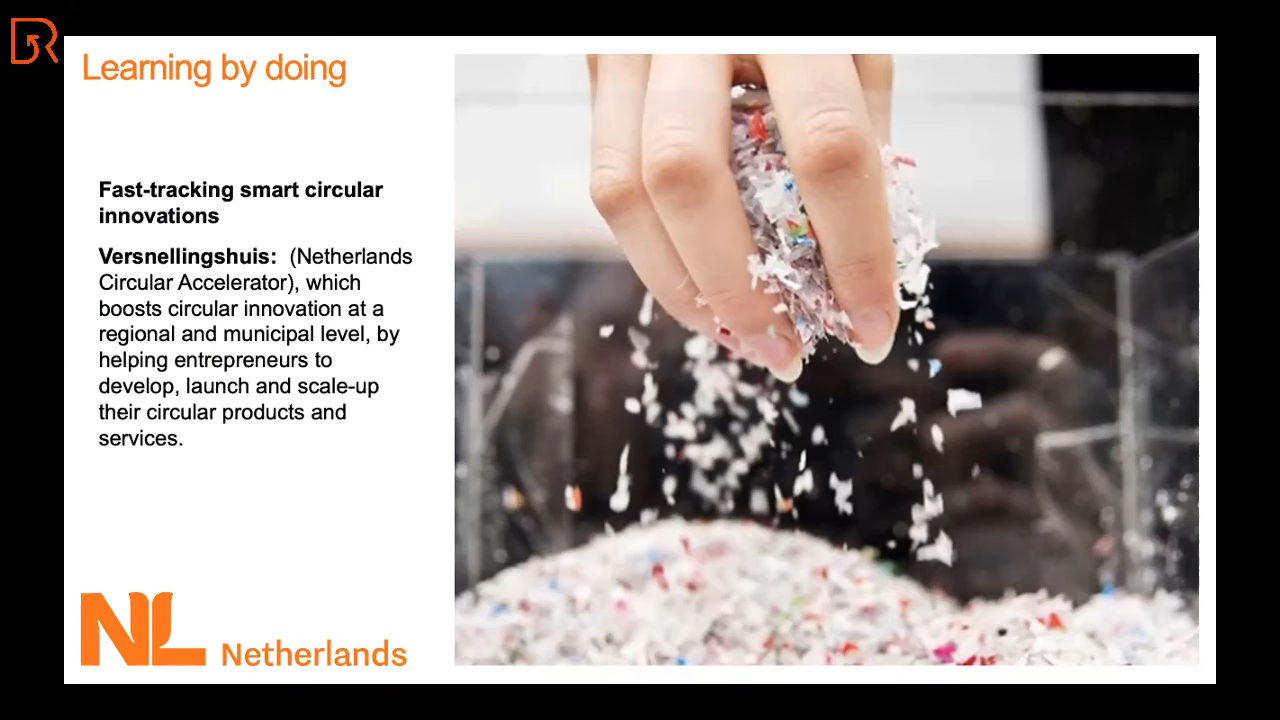 Learning by doing
Fast-tracking smart circular
innovations
Versnellingshuis: (Netherlands
Circular Accelerator), which
boosts circular innovation at a
regional and municipal level, by
helping entrepreneurs to
develop, launch and scale-up
their circular products and
services.
NL Netherlands